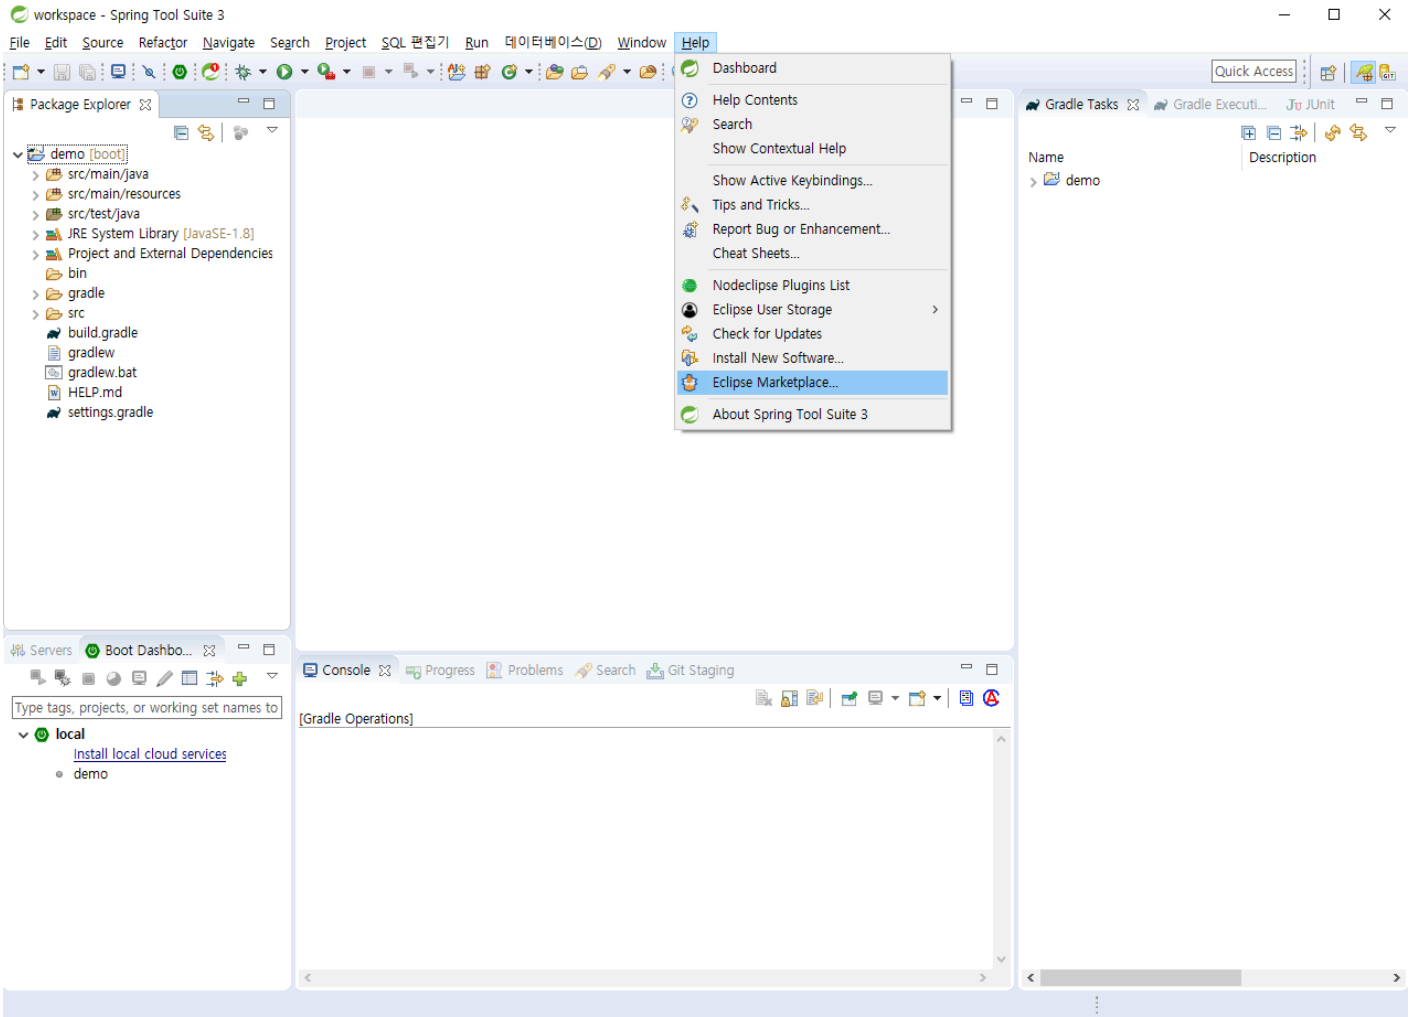 workspace - Spring Tool Suite 3
File Edit Source Refactor Navigate Search Project SQL 편집기 Run 데이터베이스(D) Window Help
Quick Access
Dashboard
Help Contents
Search
Show Contextual Help
Show Active Keybindings...
Tips and Tricks...
Report Bug or Enhancement...
Cheat Sheets...
Nodeclipse Plugins List
Eclipse User Storage
Check for Updates
Install New Software...
Eclipse Marketplace...
About Spring Tool Suite 3
Package Explorer
demo [boot]
src/main/java
src/main/resources
src/test/java
JRE System Library [JavaSE-1.8]
Project and External Dependencies
bin
gradle
src
build.gradle
gradlew
gradlew.bat
HELP.md
settings.gradle
Gradle Tasks Gradle Executi... JUnit
Name Description
demo
Servers Boot Dashbo...
Type tags, projects, or working set names to
local
Install local cloud services
demo
Console Progress Problems Search Git Staging
[Gradle Operations]